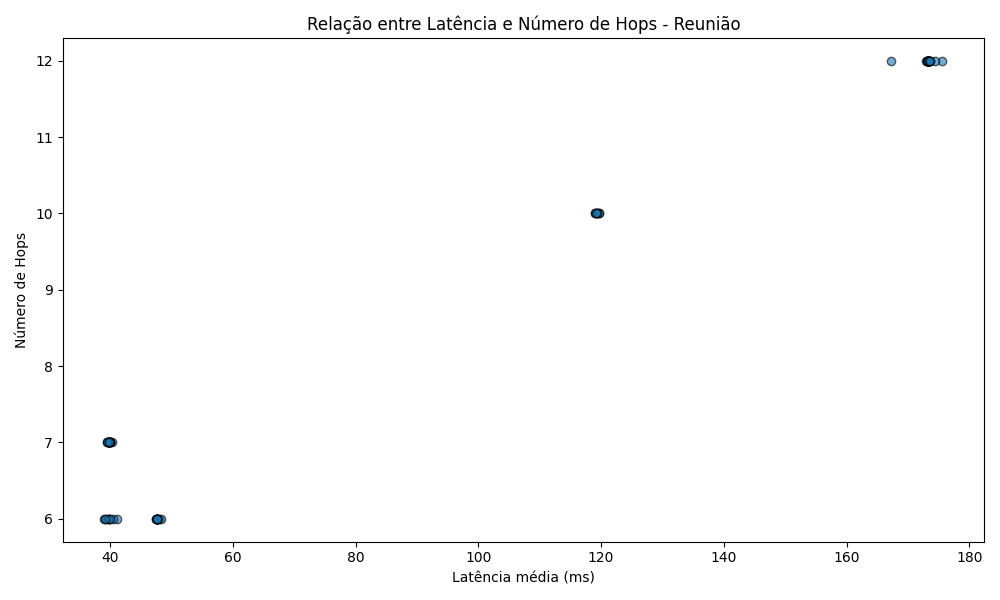 Relação entre Latência e Número de Hops - Reunião
Número de Hops
12
11
10
9
8
7
6
40 60 80 100 120 140 160 180
Latência média (ms)